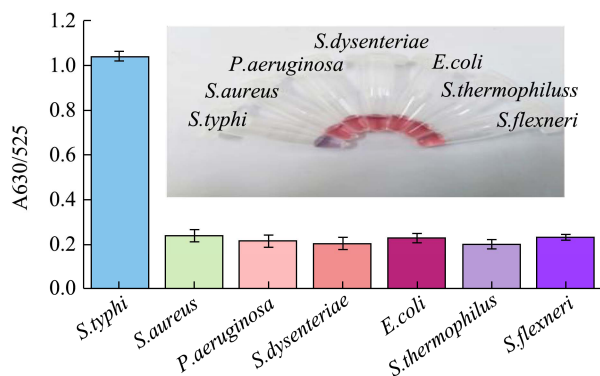 1.2
1.0
0.8
0.6
0.4
0.2
0.0
A630/525
S.dysenteriae
P.aeruginosa
E.coli
S.aureus
S.thermophiluss
S.typhi
S.flexneri
S.typhi
S.aureus
P.aeruginosa
S.dysenteriae
E.coli
S.thermophilus
S.flexneri